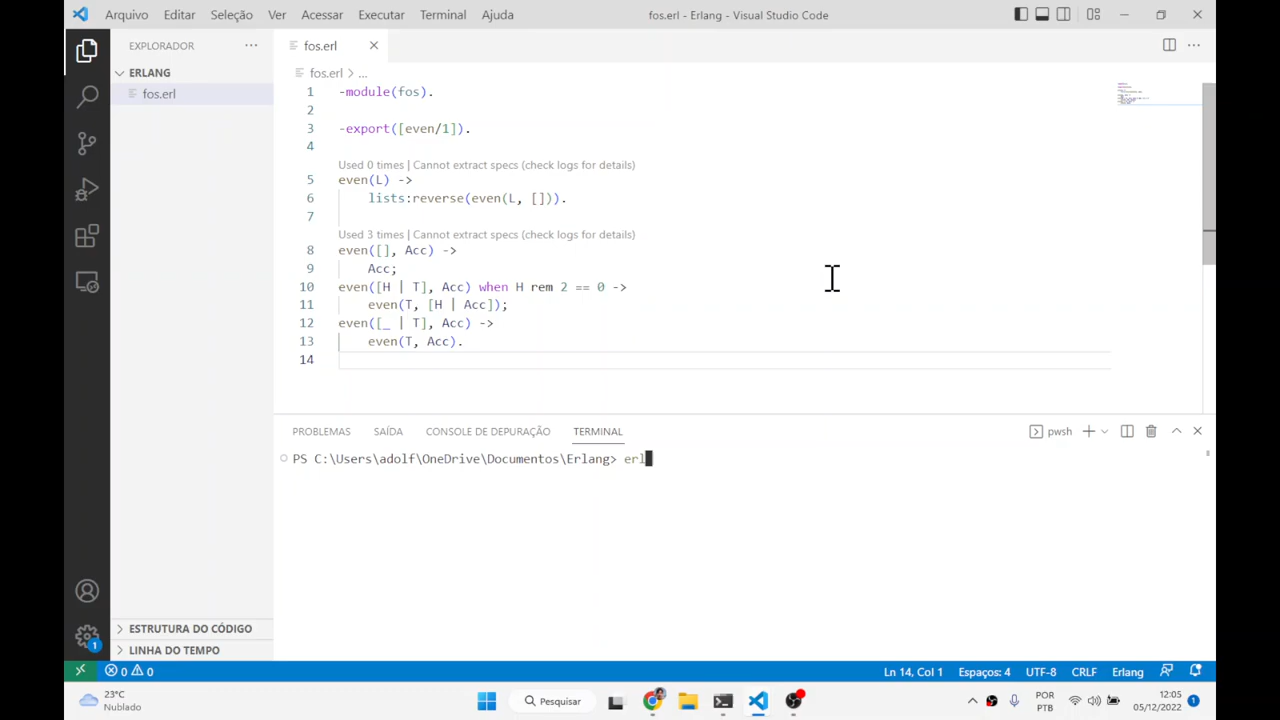 Arquivo Editar Seleção Ver Acessar Executar Terminal Ajuda fos.erl - Erlang - Visual Studio Code
EXPLORADOR ···
fos.erl
ERLANG
fos.erl
fos.erl > ...
1 -module(fos).
2
3 -export([even/1]).
4
Used 0 times | Cannot extract specs (check logs for details)
5 even(L) ->
6 lists:reverse(even(L, [])).
7
Used 3 times | Cannot extract specs (check logs for details)
8 even([], Acc) ->
9 Acc;
10 even([H | T], Acc) when H rem 2 == 0 ->
11 even(T, [H | Acc]);
12 even([_ | T], Acc) ->
13 even(T, Acc).
14
PROBLEMAS SAÍDA CONSOLE DE DEPURAÇÃO TERMINAL pwsh
PS C:\Users\adolf\OneDrive\Documentos\Erlang> erl
ESTRUTURA DO CÓDIGO
LINHA DO TEMPO
1
0 0 Ln 14, Col 1 Espaços: 4 UTF-8 CRLF Erlang
23°C
Nublado
Pesquisar
POR
PTB
12:05
05/12/2022
1